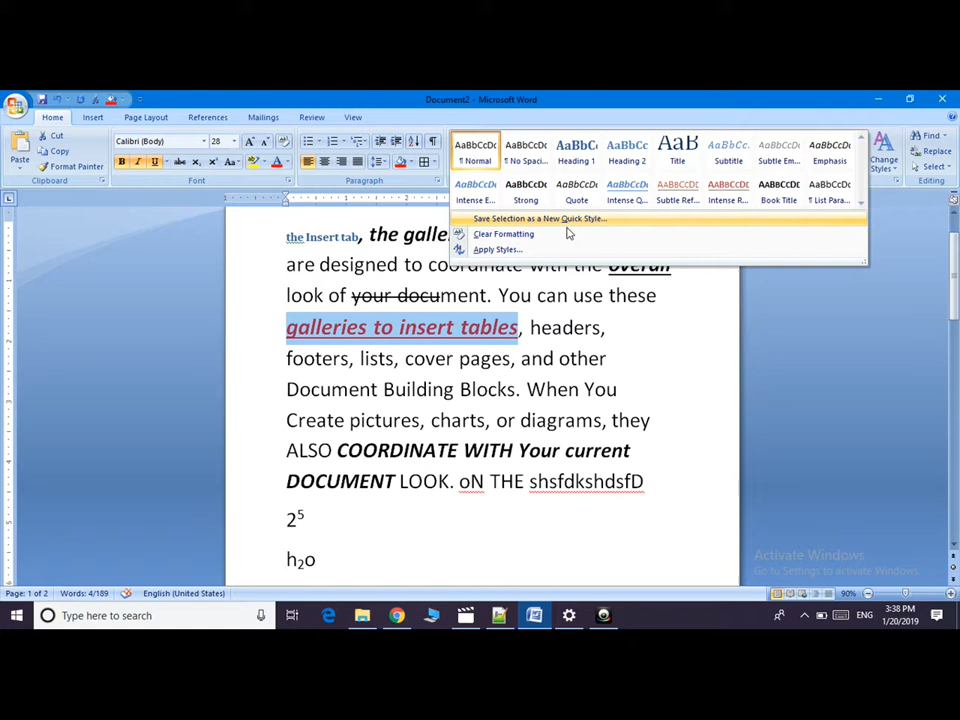 Document2 - Microsoft Word
Home Insert Page Layout References Mailings Review View
Paste
Cut
Copy
Format Painter
Clipboard
Calibri (Body) 28
B I U abc x₂ x² Aa A
Font
Paragraph
AaBbCcDc AaBbCcDc AaBbC AaBbCc AaB AaBbCc. AaBbCcDc AaBbCcDc
¶ Normal ¶ No Spaci... Heading 1 Heading 2 Title Subtitle Subtle Em... Emphasis
AaBbCcDc AaBbCcDc AaBbCcDc AaBbCcDc AABBCCDD AABBCCDD AaBbCcDc AaBbCcDc
Intense E... Strong Quote Intense Q... Subtle Ref... Intense R... Book Title ¶ List Para...
Save Selection as a New Quick Style...
Clear Formatting
Apply Styles...
Change
Styles
Find
Replace
Select
Editing
the Insert tab, the galle
are designed to coordinate with the overall
look of your document. You can use these
galleries to insert tables, headers,
footers, lists, cover pages, and other
Document Building Blocks. When You
Create pictures, charts, or diagrams, they
ALSO COORDINATE WITH Your current
DOCUMENT LOOK. oN THE shsfdkshdsfD
2⁵
h₂o
Activate Windows
Go to Settings to activate Windows.
Page: 1 of 2 Words: 4/189 English (United States) 90%
Type here to search
ENG
3:38 PM
1/20/2019